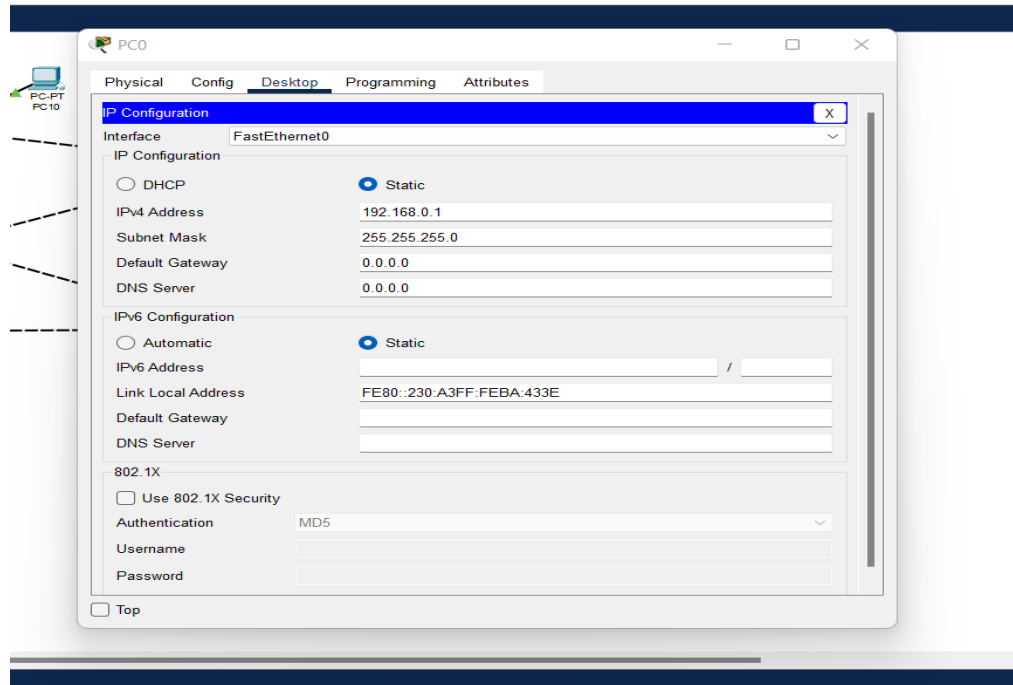 PC0
PC-PT
PC10
Physical Config Desktop Programming Attributes
IP Configuration X
Interface FastEthernet0
IP Configuration
DHCP Static
IPv4 Address 192.168.0.1
Subnet Mask 255.255.255.0
Default Gateway 0.0.0.0
DNS Server 0.0.0.0
IPv6 Configuration
Automatic Static
IPv6 Address /
Link Local Address FE80::230:A3FF:FEBA:433E
Default Gateway
DNS Server
802.1X
Use 802.1X Security
Authentication MD5
Username
Password
Top